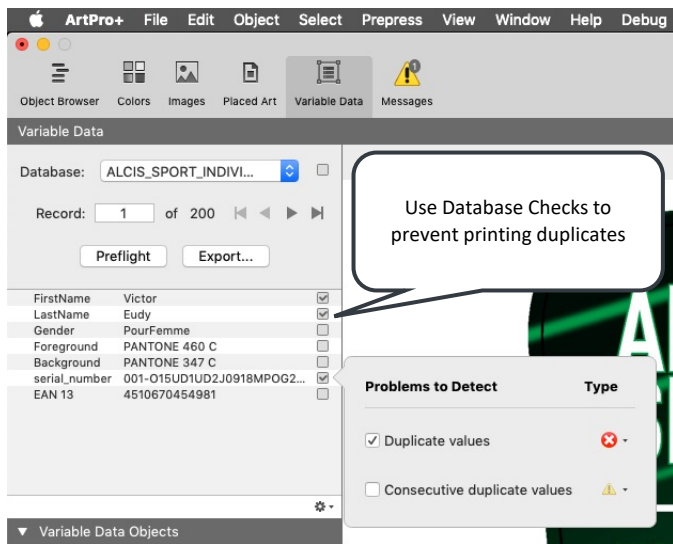 ArtPro+ File Edit Object Select Prepress View Window Help Debug
Object Browser Colors Images Placed Art Variable Data Messages
Variable Data
Database: ALCIS_SPORT_INDIVI...
Record: 1 of 200
Preflight Export...
Use Database Checks to
prevent printing duplicates
FirstName Victor
LastName Eudy
Gender PourFemme
Foreground PANTONE 460 C
Background PANTONE 347 C
serial_number 001-O15UD1UD2J0918MPOG2...
EAN 13 4510670454981
Problems to Detect Type
Duplicate values
Consecutive duplicate values
Variable Data Objects